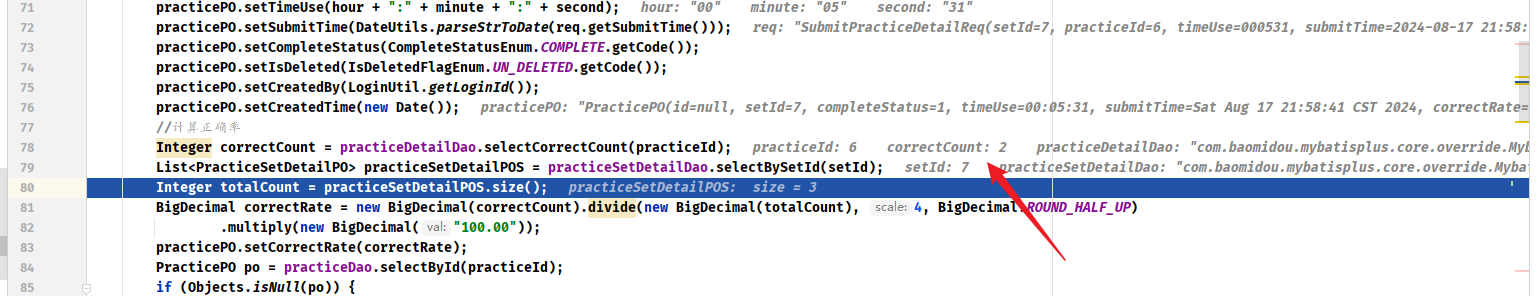 71 practicePO.setTimeUse(hour + ":" + minute + ":" + second); hour: "00" minute: "05" second: "31"
72 practicePO.setSubmitTime(DateUtils.parseStrToDate(req.getSubmitTime())); req: "SubmitPracticeDetailReq(setId=7, practiceId=6, timeUse=000531, submitTime=2024-08-17 21:58:
73 practicePO.setCompleteStatus(CompleteStatusEnum.COMPLETE.getCode());
74 practicePO.setIsDeleted(IsDeletedFlagEnum.UN_DELETED.getCode());
75 practicePO.setCreatedBy(LoginUtil.getLoginId());
76 practicePO.setCreatedTime(new Date()); practicePO: "PracticePO(id=null, setId=7, completeStatus=1, timeUse=00:05:31, submitTime=Sat Aug 17 21:58:41 CST 2024, correctRate=
77 //计算正确率
78 Integer correctCount = practiceDetailDao.selectCorrectCount(practiceId); practiceId: 6 correctCount: 2 practiceDetailDao: "com.baomidou.mybatisplus.core.override.Myb
79 List<PracticeSetDetailPO> practiceSetDetailPOS = practiceSetDetailDao.selectBySetId(setId); setId: 7 practiceSetDetailDao: "com.baomidou.mybatisplus.core.override.Myba
80 Integer totalCount = practiceSetDetailPOS.size(); practiceSetDetailPOS: size = 3
81 BigDecimal correctRate = new BigDecimal(correctCount).divide(new BigDecimal(totalCount), scale: 4, BigDecimal.ROUND_HALF_UP)
82 .multiply(new BigDecimal( val: "100.00"));
83 practicePO.setCorrectRate(correctRate);
84 PracticePO po = practiceDao.selectById(practiceId);
85 if (Objects.isNull(po)) {